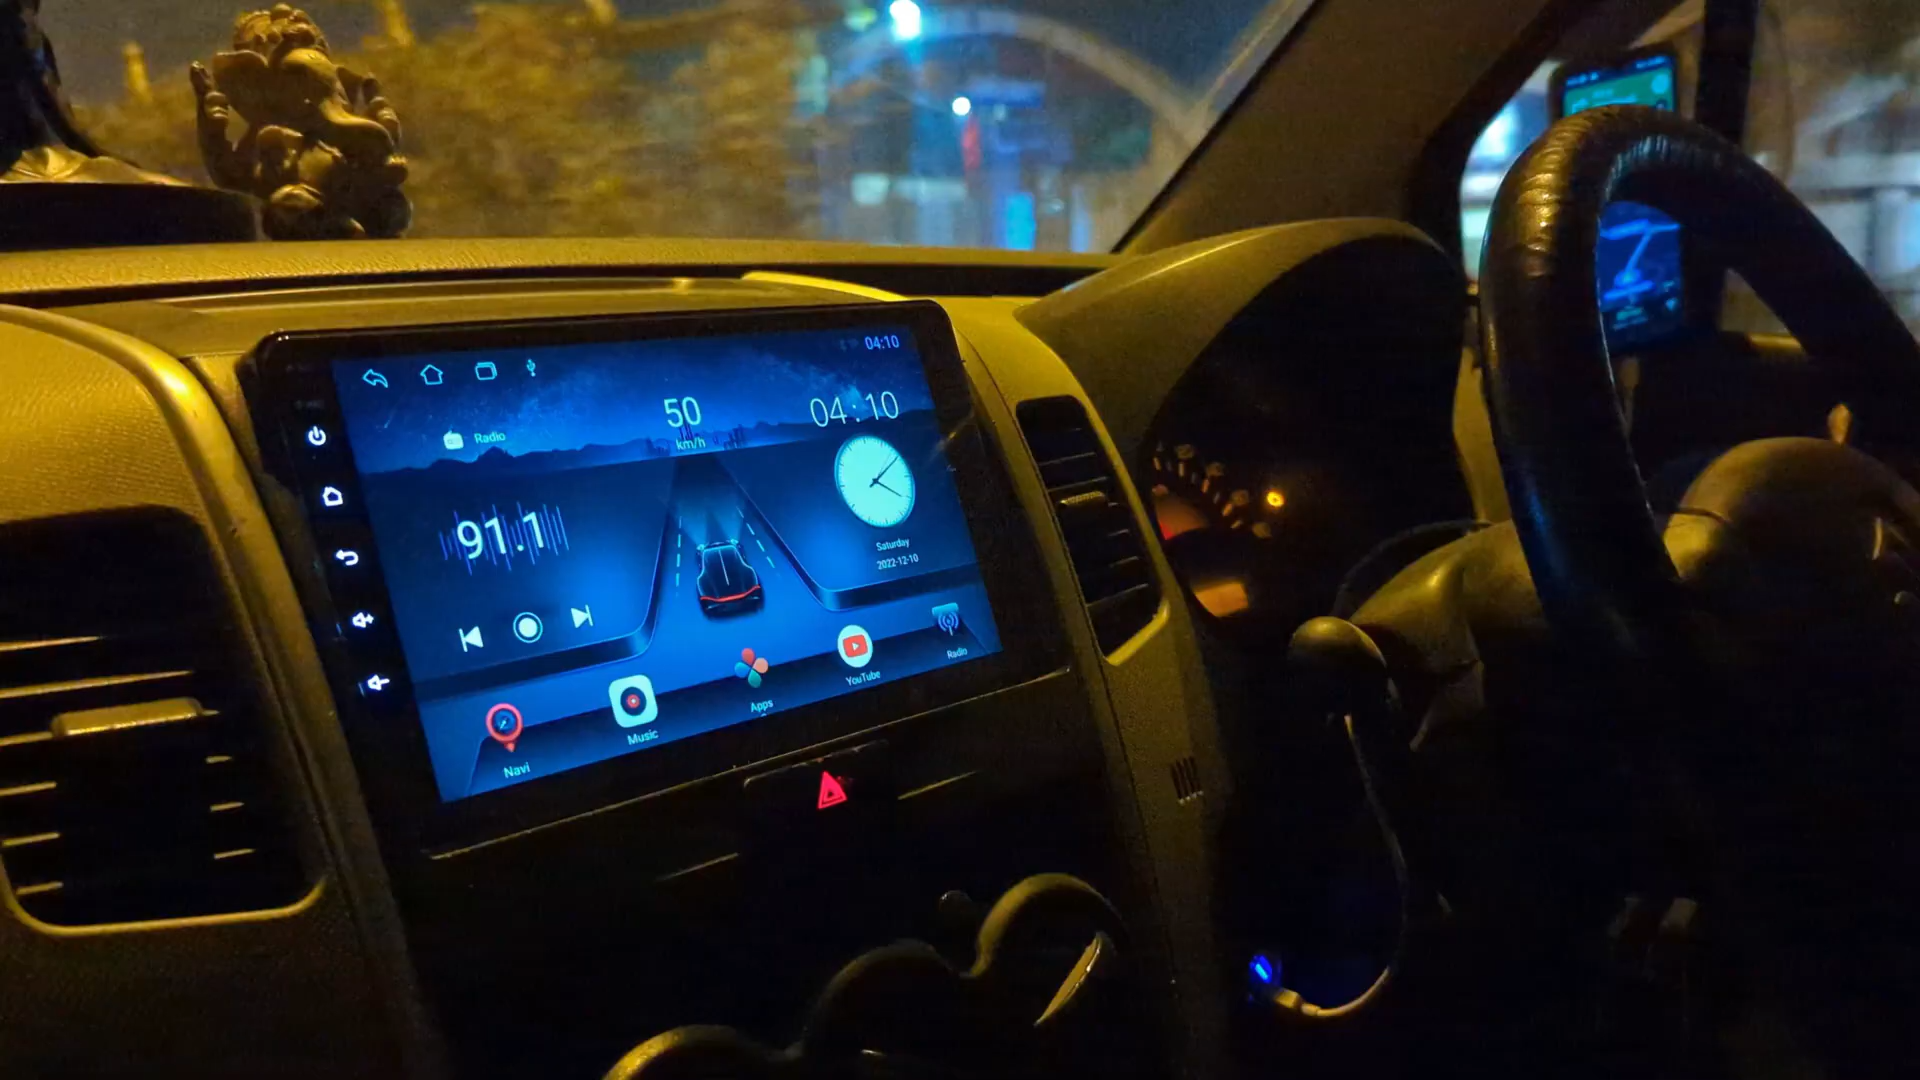 04:10
Radio
50
km/h
04:10
91.1
Saturday
2022-12-10
Navi
Music
Apps
YouTube
Radio